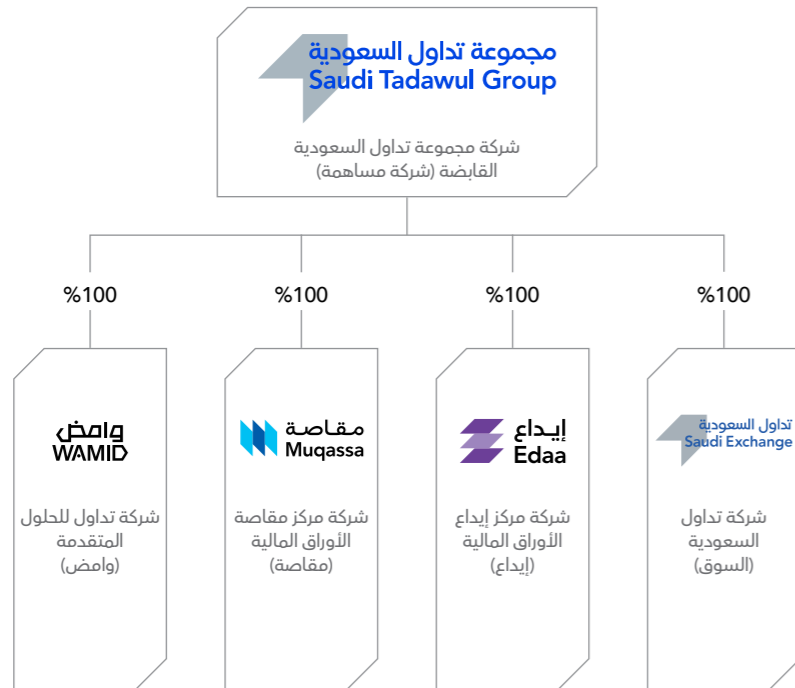 مجموعة تداول السعودية
Saudi Tadawul Group
شركة مجموعة تداول السعودية
القابضة (شركة مساهمة)
%100
%100
%100
%100
تداول السعودية
Saudi Exchange
شركة تداول
السعودية
(السوق)
إيداع
Edaa
شركة مركز إيداع
الأوراق المالية
(إيداع)
مقاصة
Muqassa
شركة مركز مقاصة
الأوراق المالية
(مقاصة)
وامض
WAMID
شركة تداول للحلول
المتقدمة
(وامض)